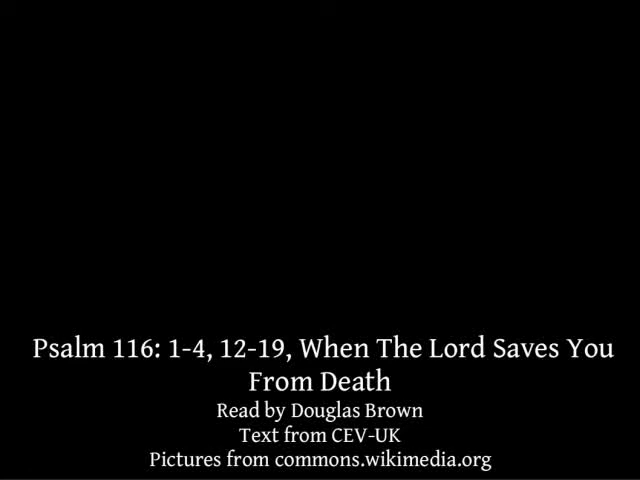 Psalm 116: 1-4, 12-19, When The Lord Saves You
From Death
Read by Douglas Brown
Text from CEV-UK
Pictures from commons.wikimedia.org